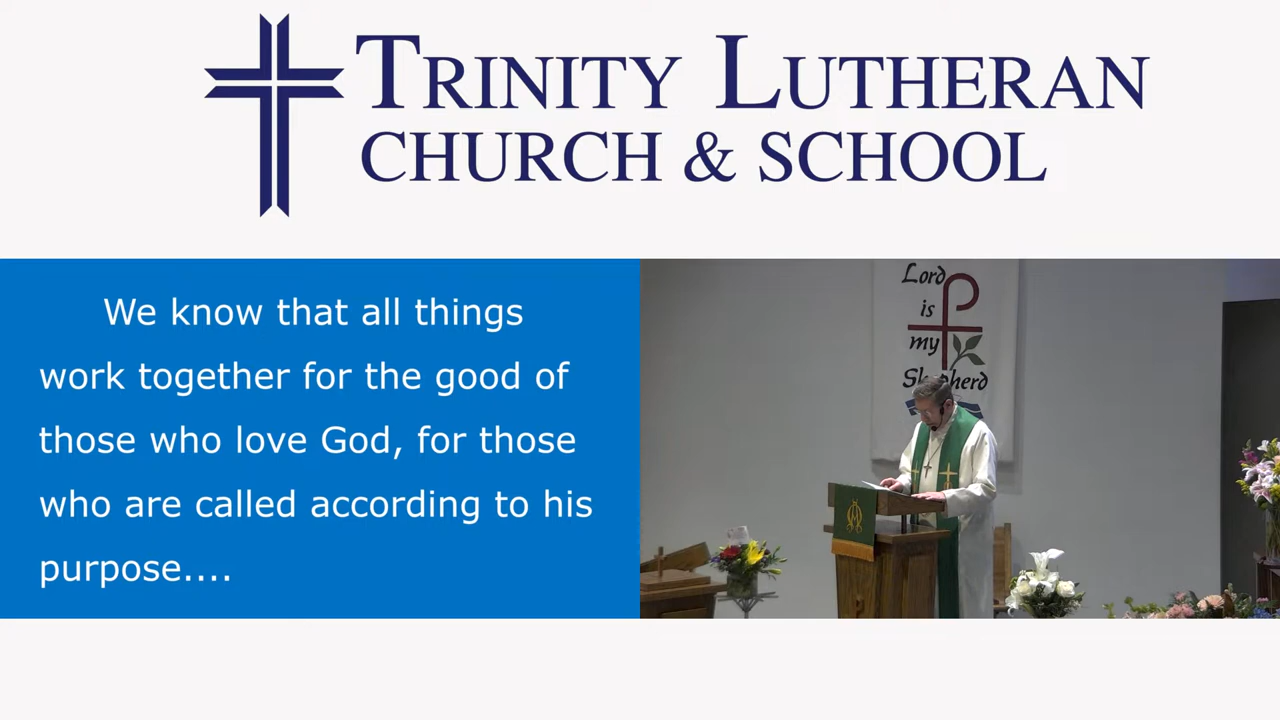 TRINITY LUTHERAN
CHURCH & SCHOOL
We know that all things
work together for the good of
those who love God, for those
who are called according to his
purpose....
Lord
is
my
Shepherd